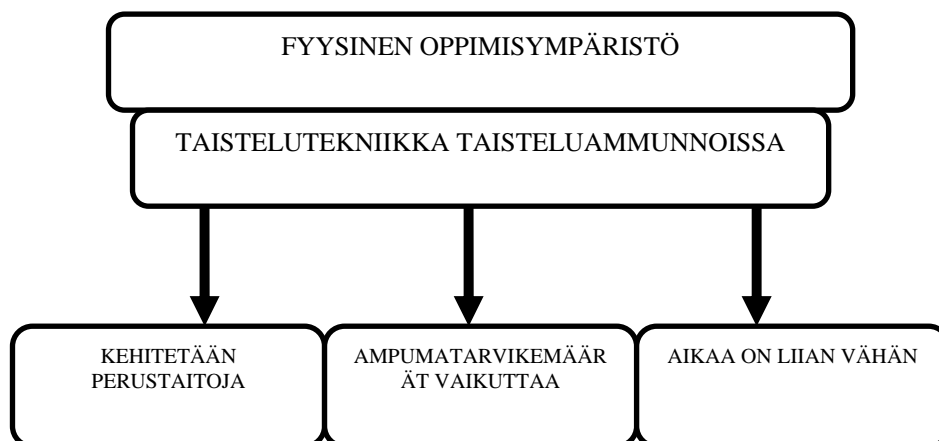 FYYSINEN OPPIMISYMPÄRISTÖ
TAISTELUTEKNIIKKA TAISTELUAMMUNNOISSA
KEHITETÄÄN
PERUSTAITOJA
AMPUMATARVIKEMÄÄR
ÄT VAIKUTTAA
AIKAA ON LIIAN VÄHÄN